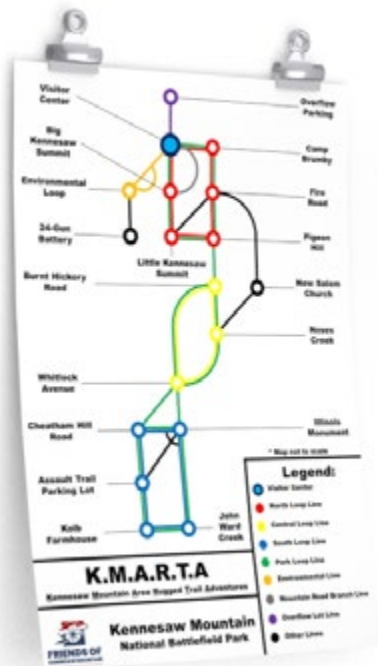 Visitor
Center
Overflow
Parking
Big
Kennesaw
Summit
Camp
Brumby
Environmental
Loop
Fire
Road
24-Gun
Battery
Pigeon
Hill
Little Kennesaw
Summit
Burnt Hickory
Road
New Salem
Church
Noses
Creek
Whitlock
Avenue
Cheatham Hill
Road
Illinois
Monument
* Map not to scale
Assault Trail
Parking Lot
Kolb
Farmhouse
John
Ward
Creek
Legend:
Visitor Center
North Loop Line
Central Loop Line
South Loop Line
Park Loop Line
Environmental Line
Mountain Road Branch Line
Overflow Lot Line
Other Lines
K.M.A.R.T.A
Kennesaw Mountain Area Rugged Trail Adventures
FRIENDS OF
Kennesaw Mountain
National Battlefield Park